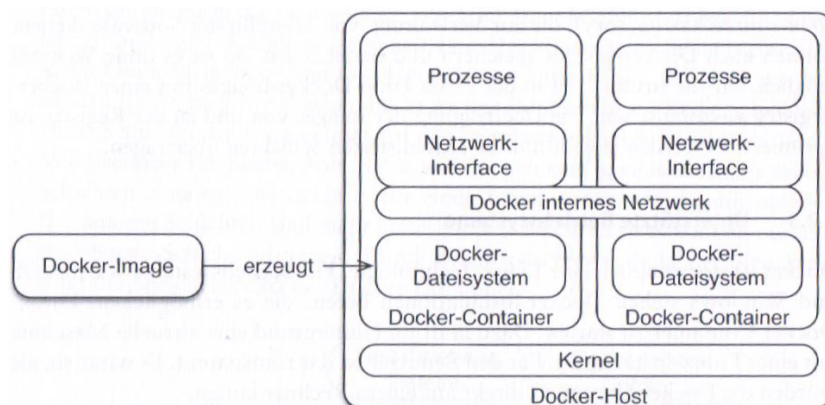 Prozesse
Prozesse
Netzwerk-
Interface
Netzwerk-
Interface
Docker internes Netzwerk
Docker-Image
erzeugt
Docker-
Dateisystem
Docker-Container
Docker-
Dateisystem
Docker-Container
Kernel
Docker-Host